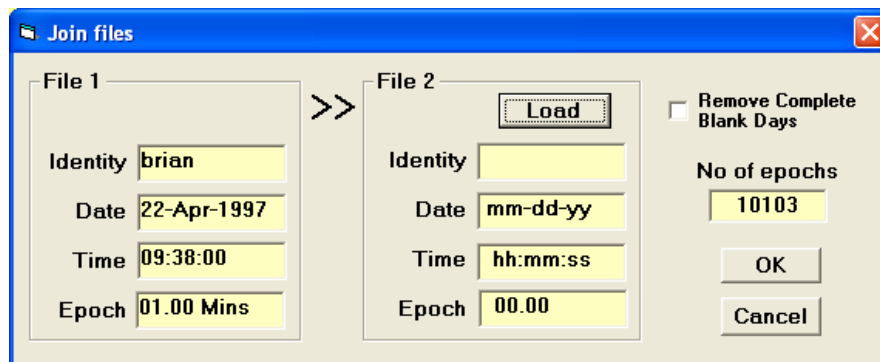 Join files
File 1
Identity brian
Date 22-Apr-1997
Time 09:38:00
Epoch 01.00 Mins
>>
File 2
Load
Identity
Date mm-dd-yy
Time hh:mm:ss
Epoch 00.00
Remove Complete
Blank Days
No of epochs
10103
OK
Cancel